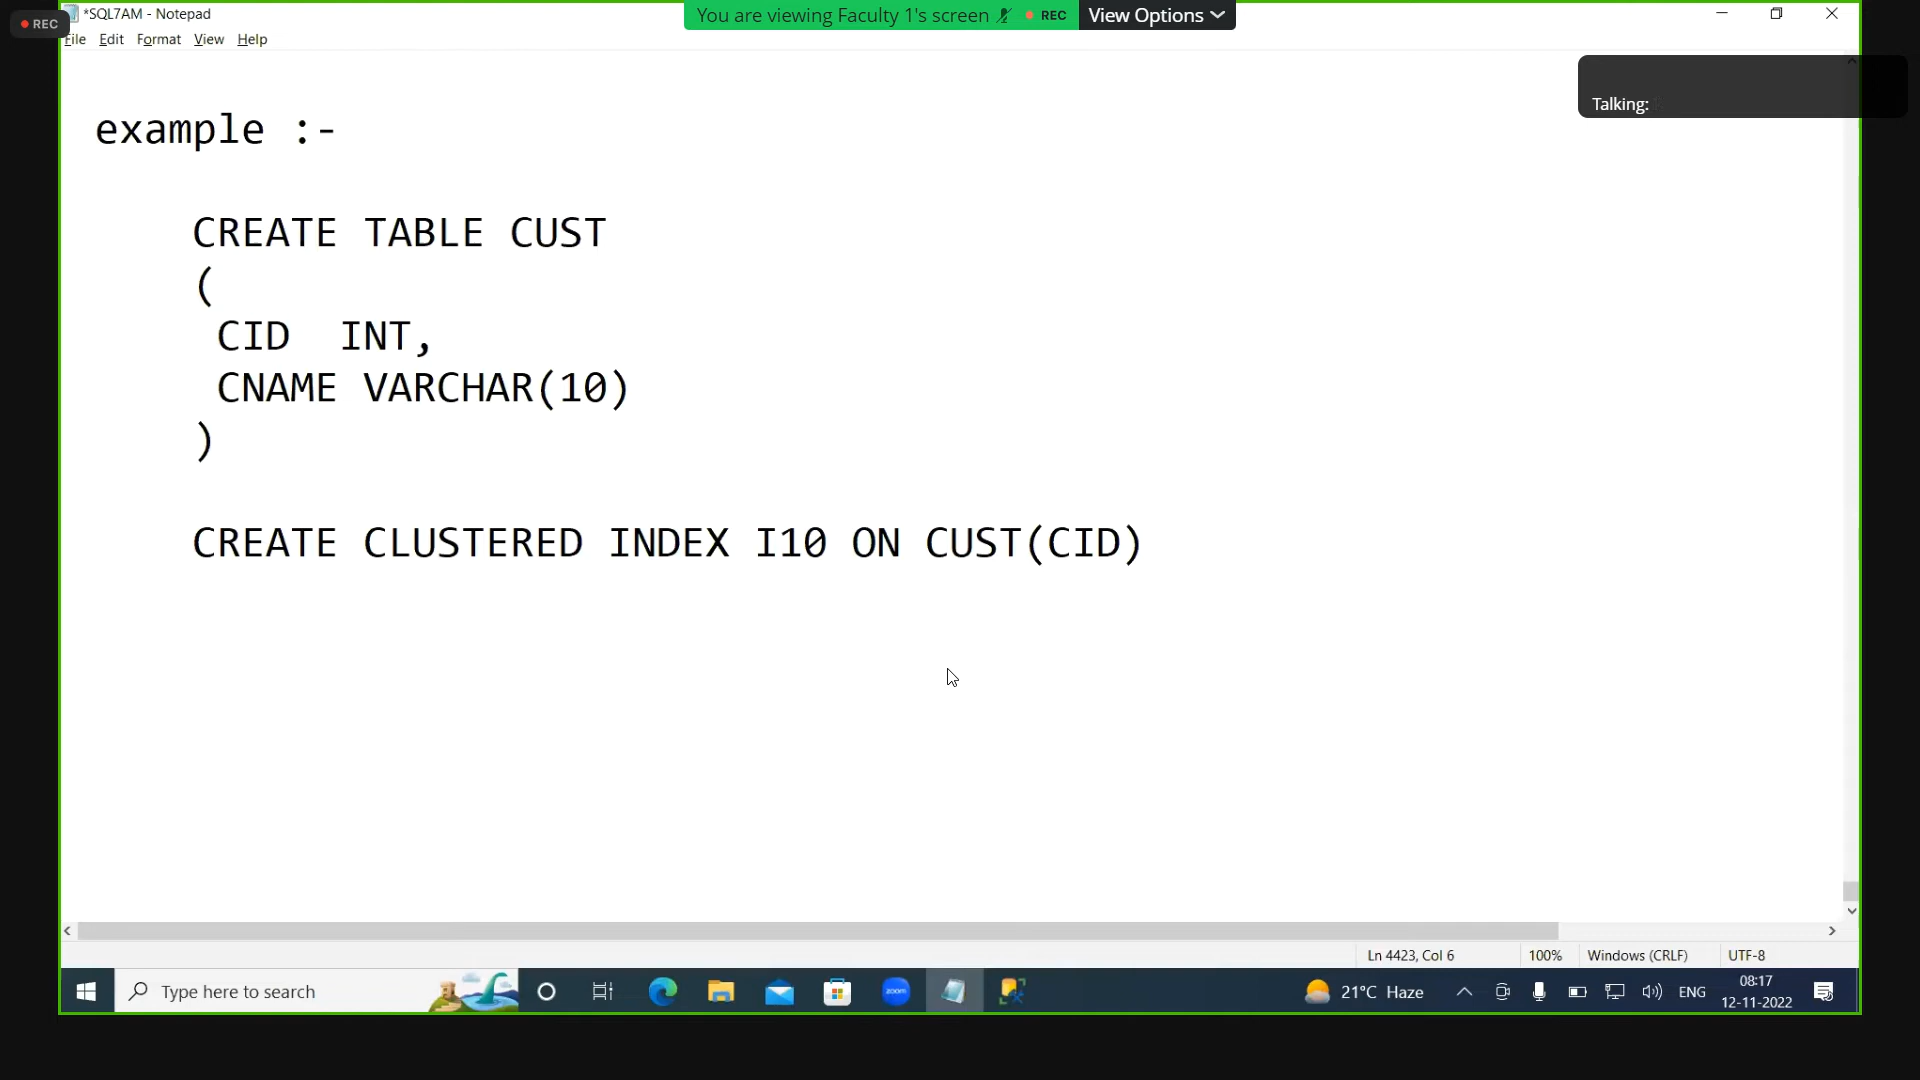 REC
*SQL7AM - Notepad
You are viewing Faculty 1's screen REC View Options
File Edit Format View Help
Talking:
example :-
CREATE TABLE CUST
(
CID INT,
CNAME VARCHAR(10)
)
CREATE CLUSTERED INDEX I10 ON CUST(CID)
Ln 4423, Col 6 100% Windows (CRLF) UTF-8
Type here to search
zoom
21°C Haze
ENG
08:17
12-11-2022